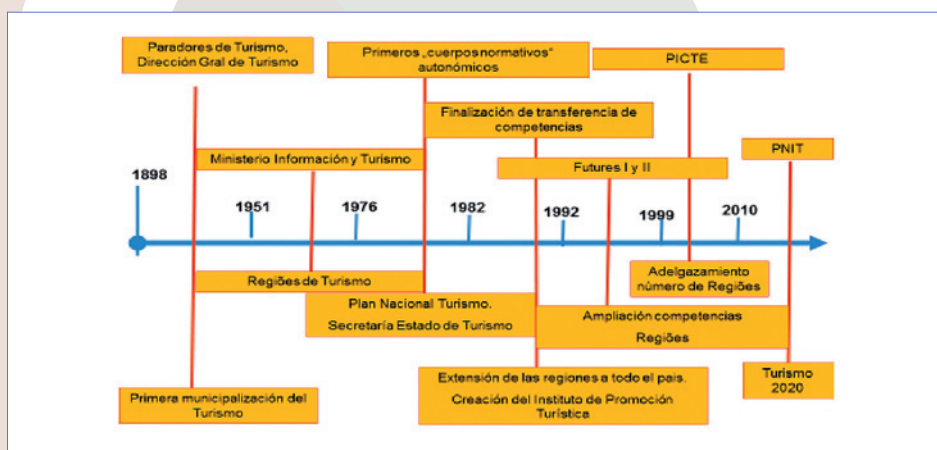 Paradores de Turismo,
Dirección Gral de Turismo
Primeros „cuerpos normativos“
autonómicos
PICTE
Finalización de transferencia de
competencias
Ministerio Información y Turismo
Futures I y II
PNIT
1898
1951
1976
1982
1992
1999
2010
Regiões de Turismo
Plan Nacional Turismo.
Secretaría Estado de Turismo
Adelgazamiento
número de Regiões
Ampliación competencias
Regiões
Primera municipalización del
Turismo
Extensión de las regiones a todo el pais.
Creación del Instituto de Promoción
Turística
Turismo
2020